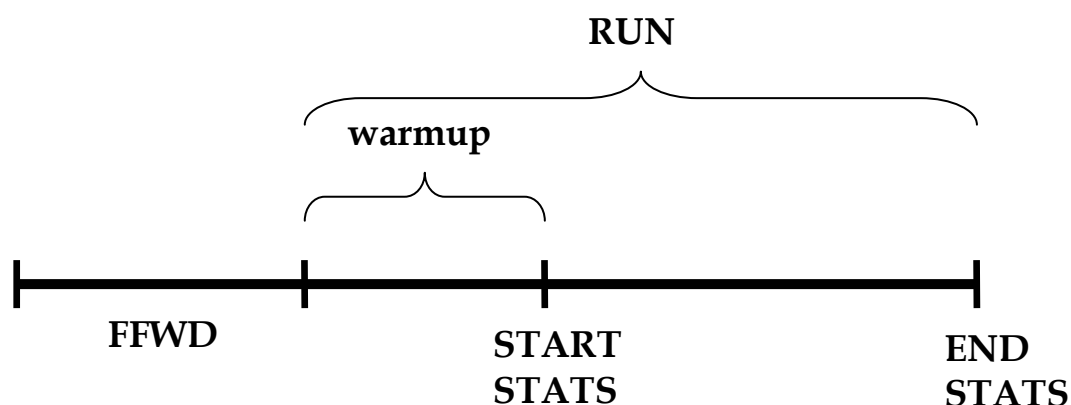 RUN
warmup
FFWD
START
STATS
END
STATS